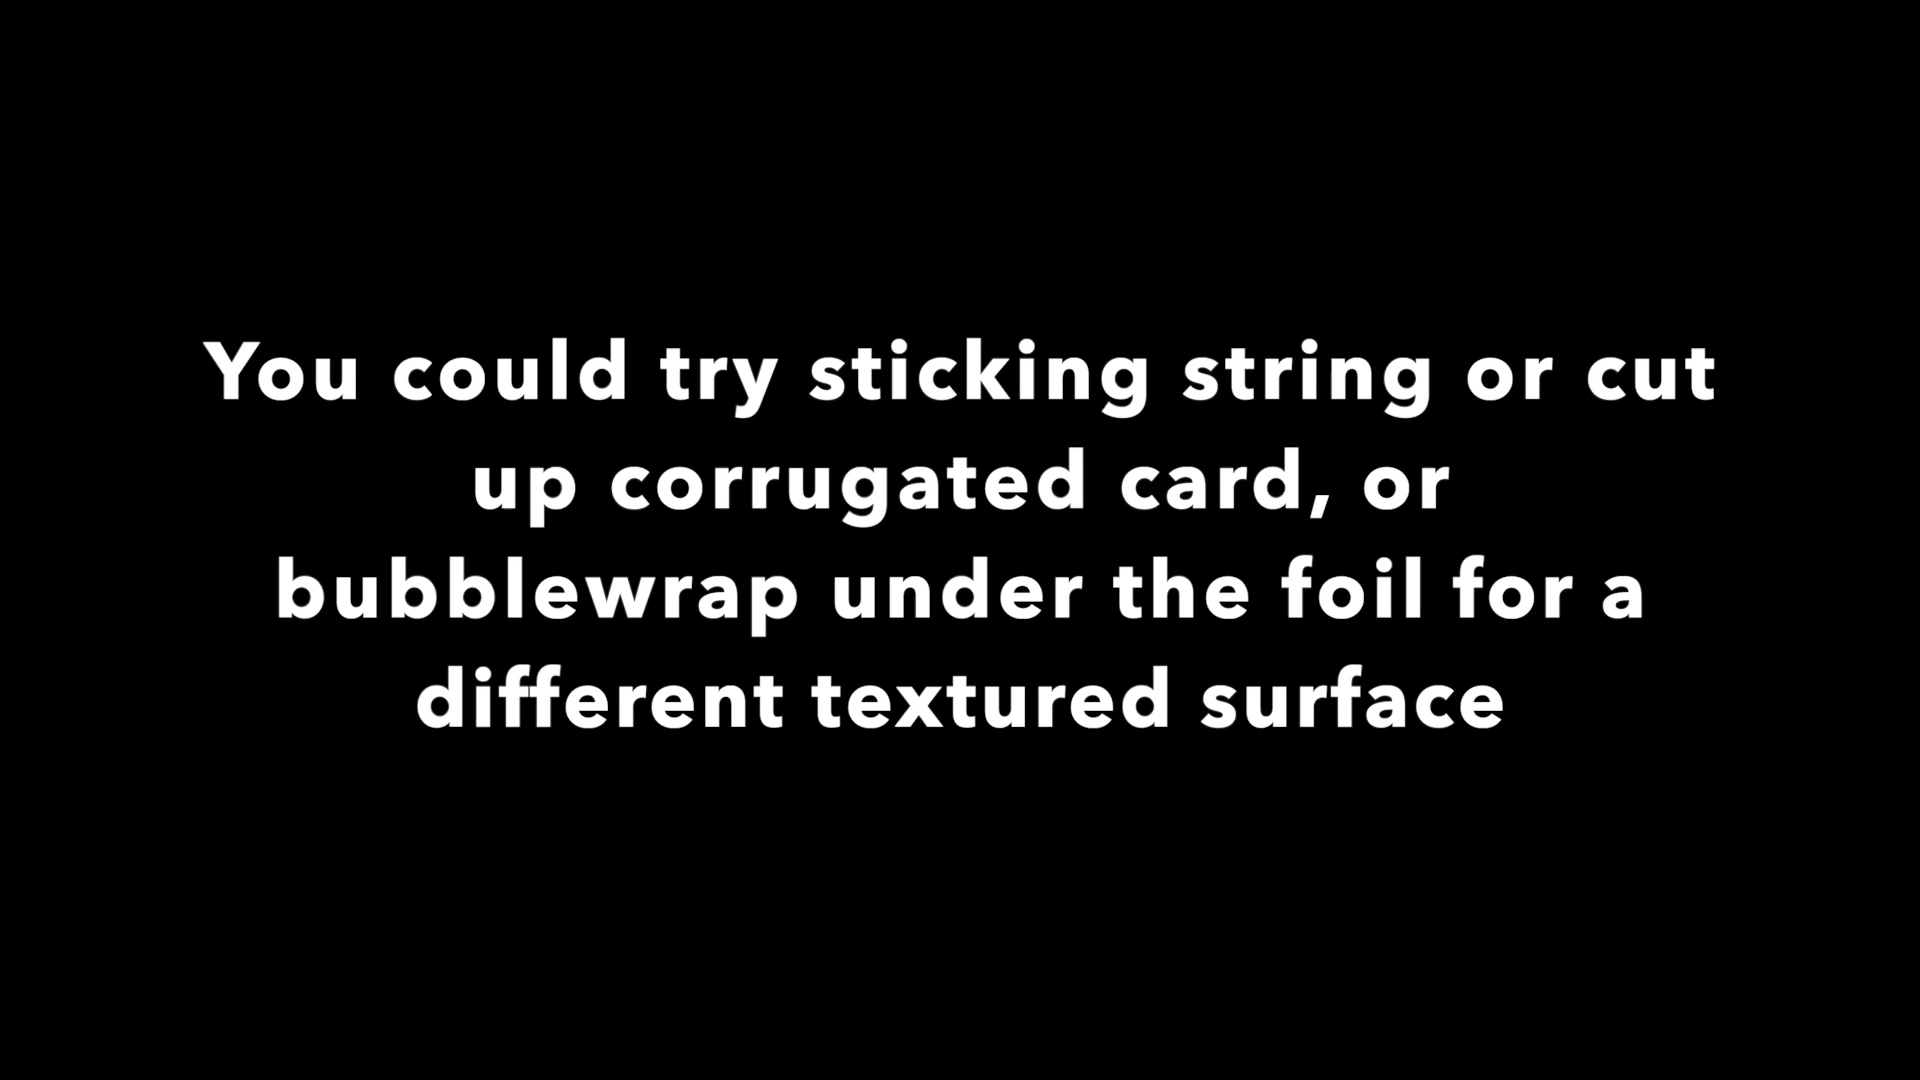 You could try sticking string or cut
up corrugated card, or
bubblewrap under the foil for a
different textured surface